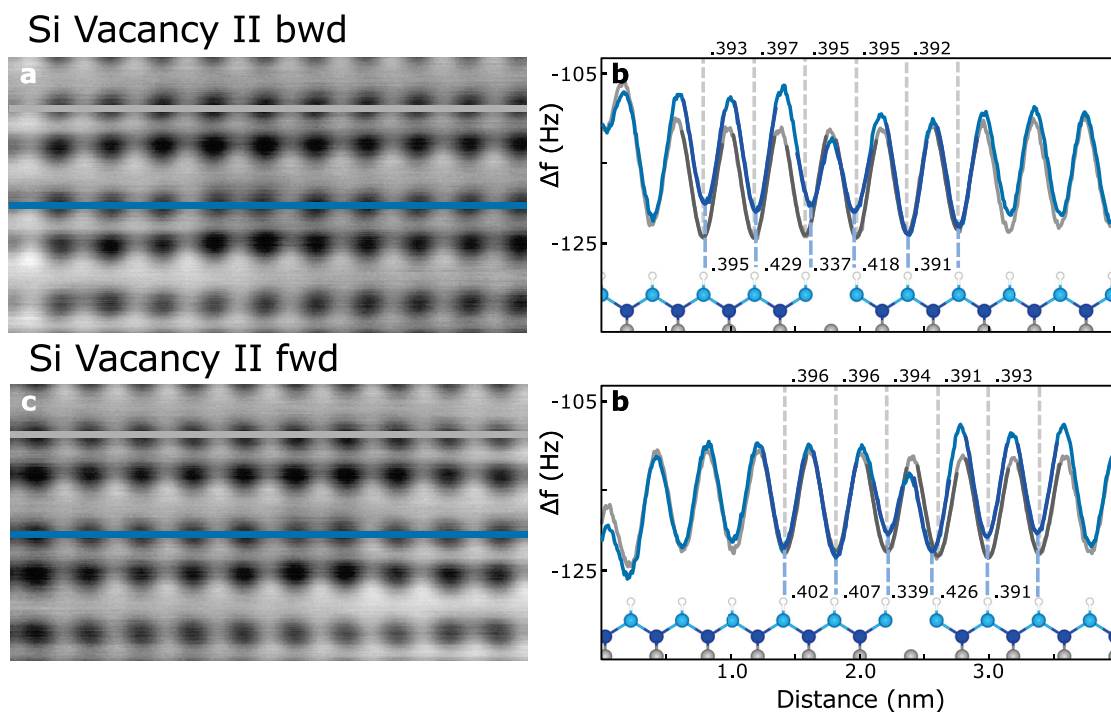 Si Vacancy II bwd
a
b
.393 .397 .395 .395 .392
-105
-125
Δf (Hz)
.395 .429 .337 .418 .391
Si Vacancy II fwd
c
b
.396 .396 .394 .391 .393
-105
-125
Δf (Hz)
.402 .407 .339 .426 .391
1.0 2.0 3.0
Distance (nm)